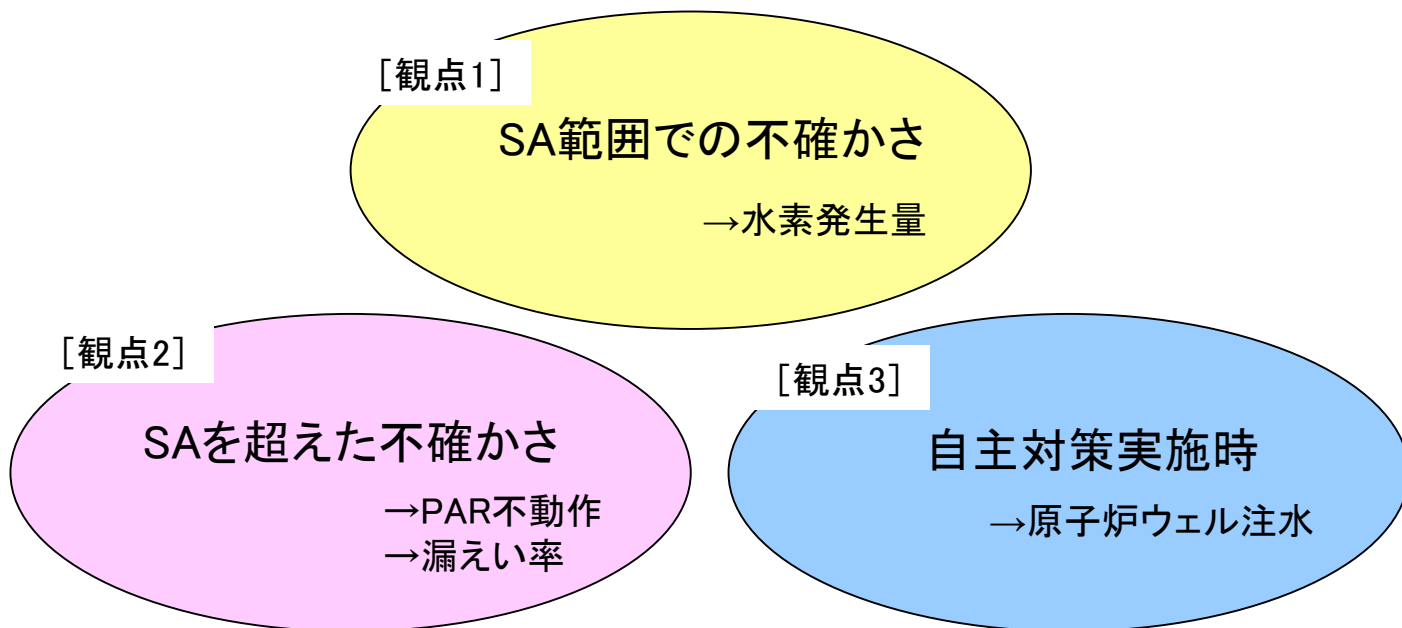 [観点1]
SA範囲での不確かさ
→水素発生量
[観点2]
SAを超えた不確かさ
→PAR不動作
→漏えい率
[観点3]
自主対策実施時
→原子炉ウェル注水